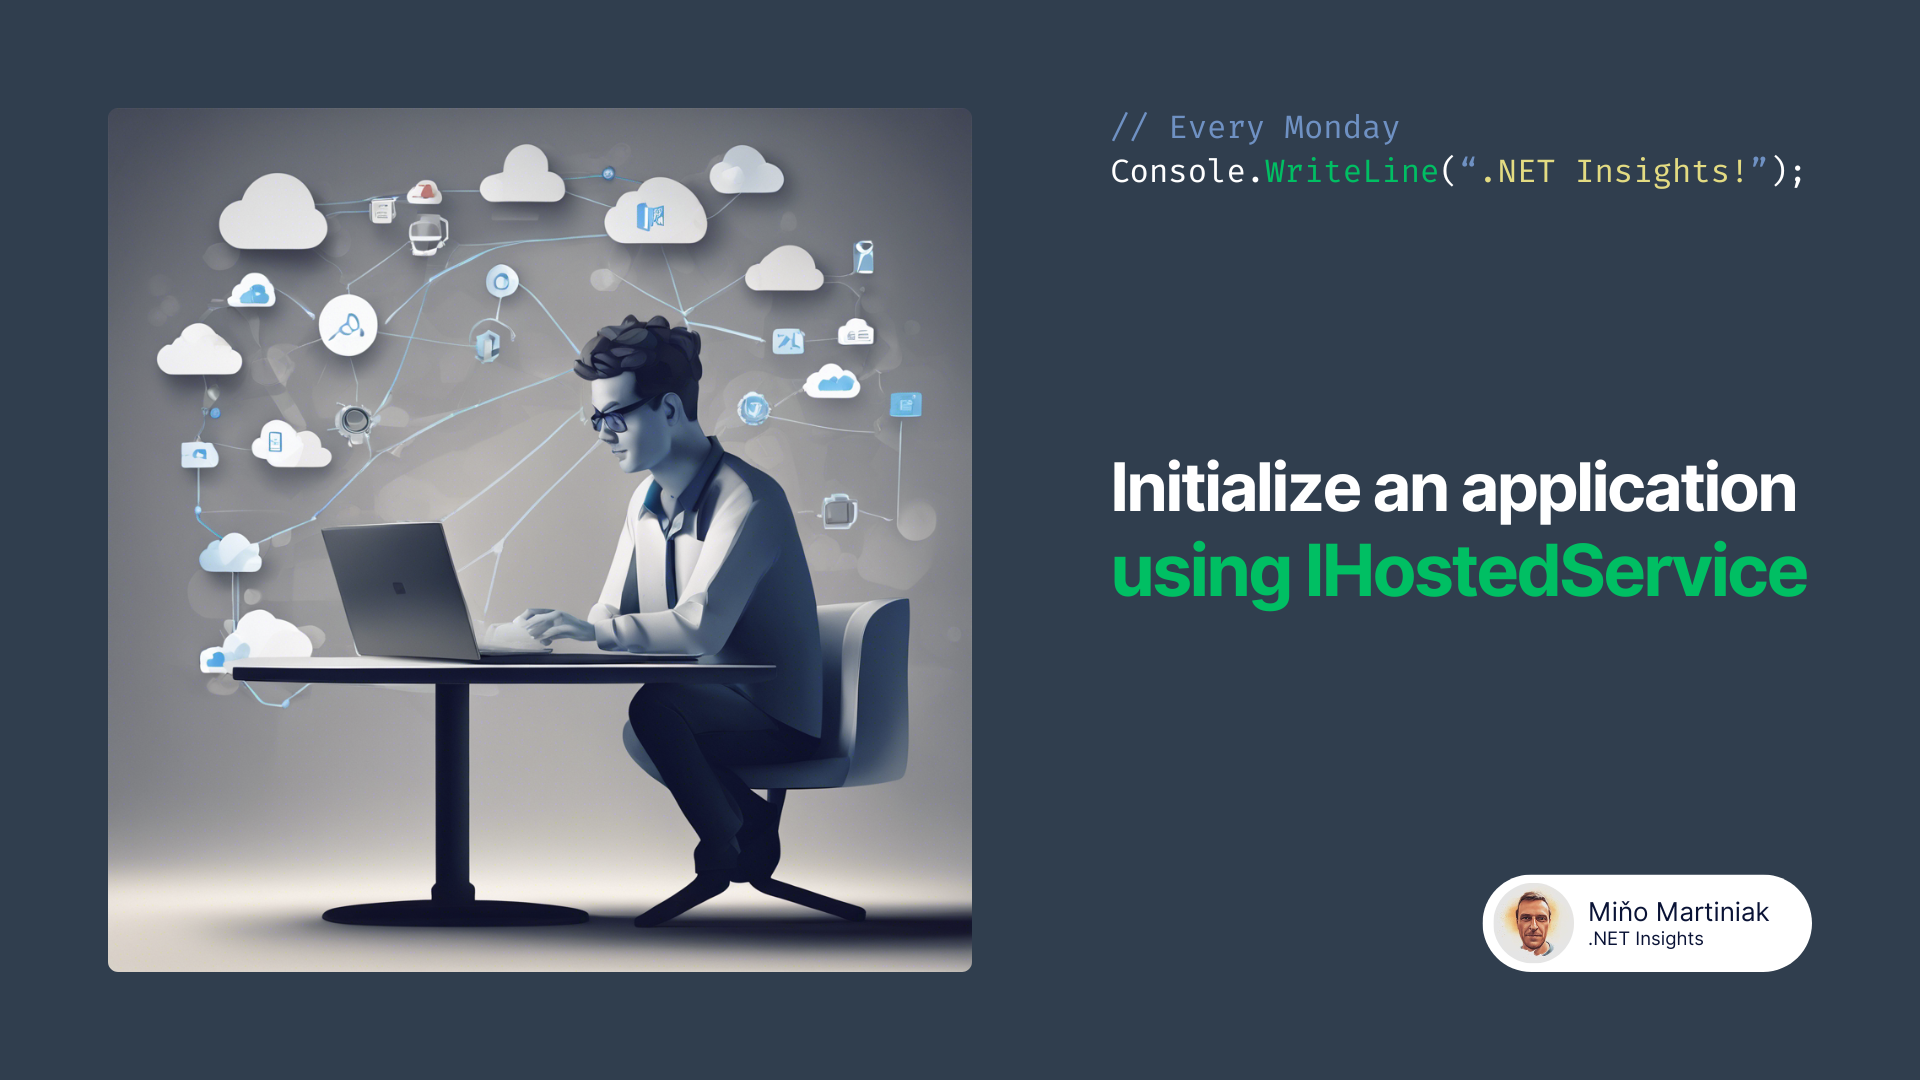 // Every Monday
Console.WriteLine(“.NET Insights!”);
Initialize an application
using IHostedService
Miňo Martiniak
.NET Insights